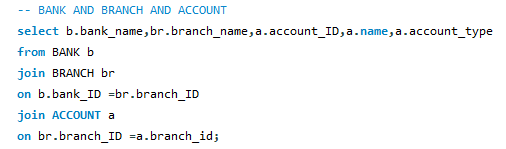 -- BANK AND BRANCH AND ACCOUNT
select b.bank_name,br.branch_name,a.account_ID,a.name,a.account_type
from BANK b
join BRANCH br
on b.bank_ID =br.branch_ID
join ACCOUNT a
on br.branch_ID =a.branch_id;